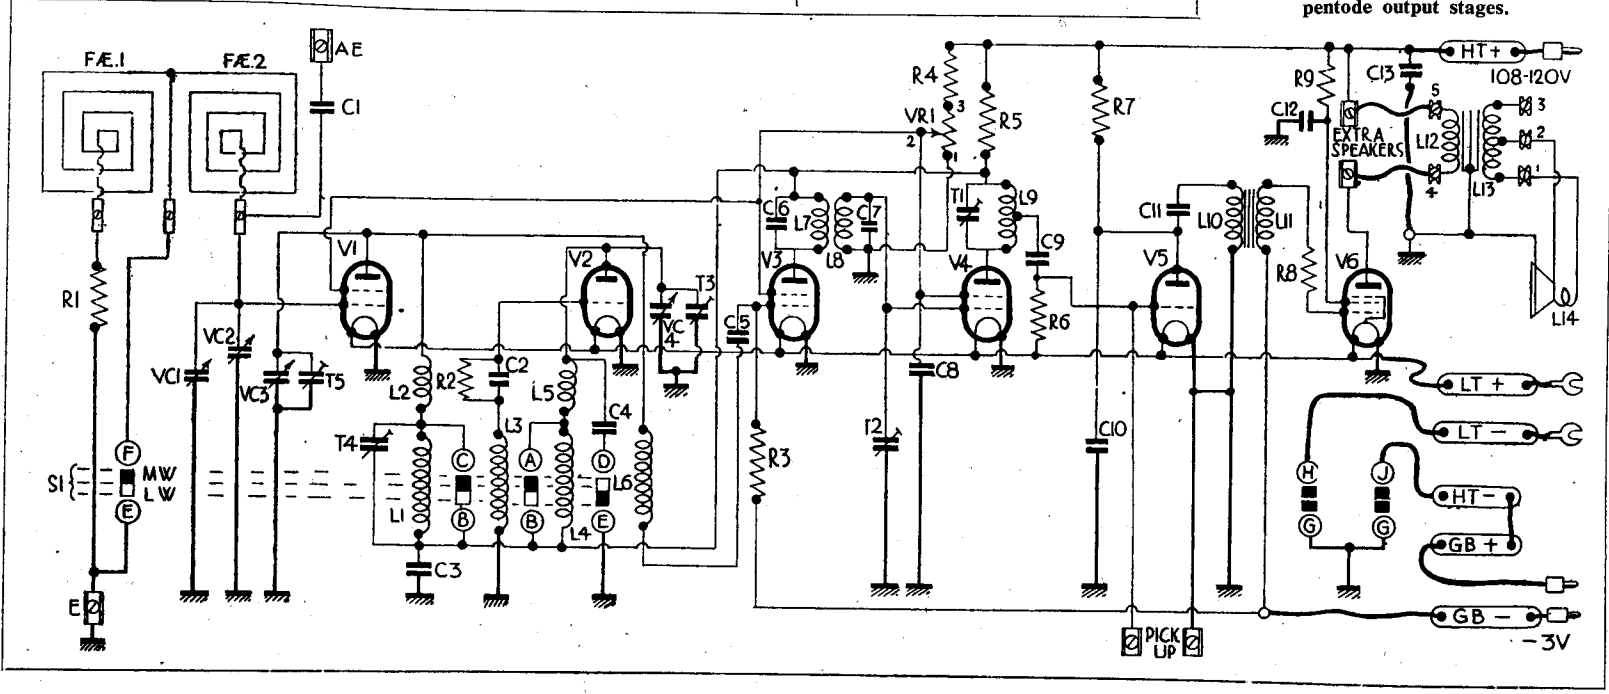 pentode output stages.
FÆ.1
FÆ.2
AE
C1
R1
VC1
VC2
VC3
T5
V1
L2
R2
C2
V2
L5
C4
VC
4
T3
T4
L3
L1
C3
L4
L6
S1
MW
LW
F
E
C
B
A
B
D
E
E
R4
3
VR1
2
1
R5
C6
L7
L8
C7
V3
C5
R3
T1
L9
V4
C9
R6
C8
T2
R7
C11
L10
L11
V5
C10
R8
PICK
UP
R9
C12
C13
EXTRA
SPEAKERS
5
4
L12
L13
3
2
1
L14
V6
HT+
108-120V
LT +
LT -
HT-
GB +
GB -
-3V
H
G
J
G